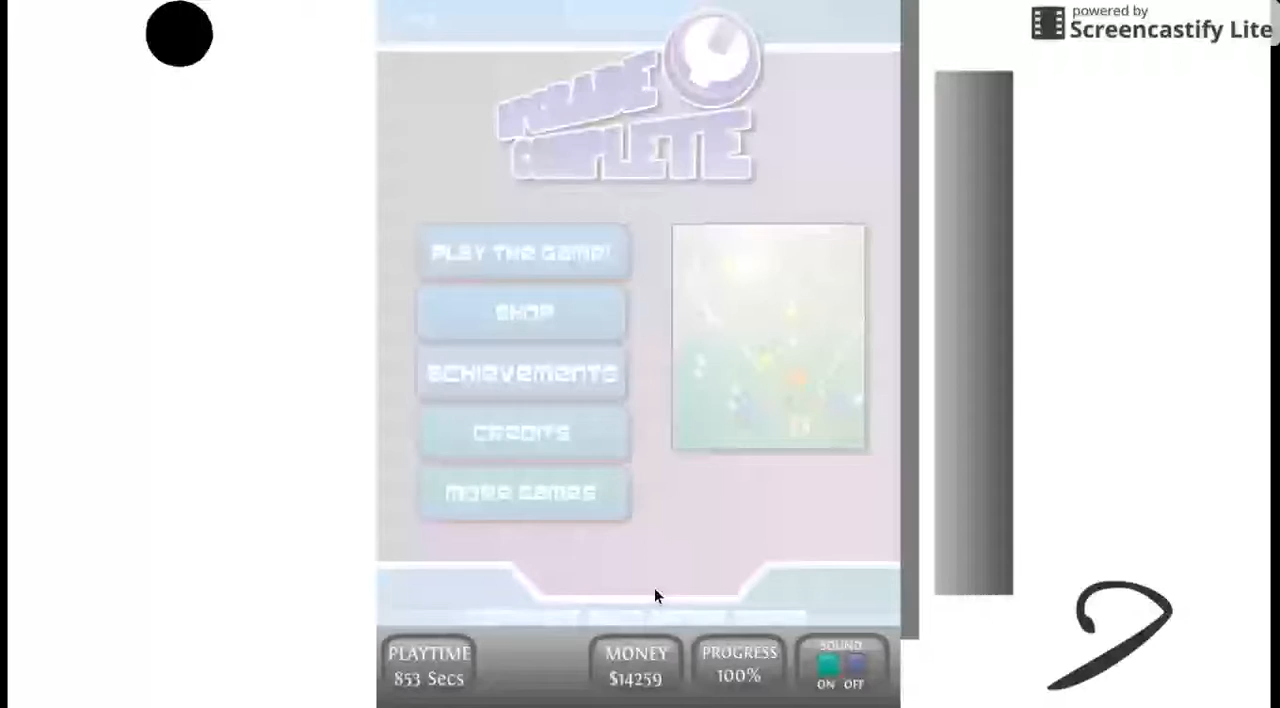 powered by
Screencastify Lite
UPGRADE
COMPLETE
PLAY THE GAME!
SHOP
ACHIEVEMENTS
CREDITS
MORE GAMES
PLAYTIME
853 Secs
MONEY
$14259
PROGRESS
100%
SOUND
ON OFF